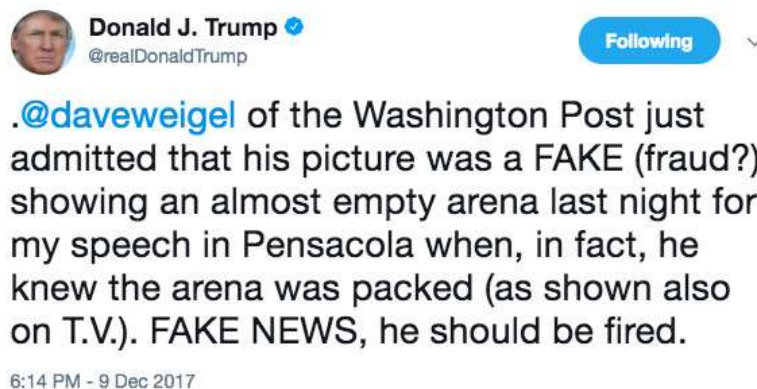 Donald J. Trump
@realDonaldTrump
Following
.@daveweigel of the Washington Post just
admitted that his picture was a FAKE (fraud?)
showing an almost empty arena last night for
my speech in Pensacola when, in fact, he
knew the arena was packed (as shown also
on T.V.). FAKE NEWS, he should be fired.
6:14 PM - 9 Dec 2017